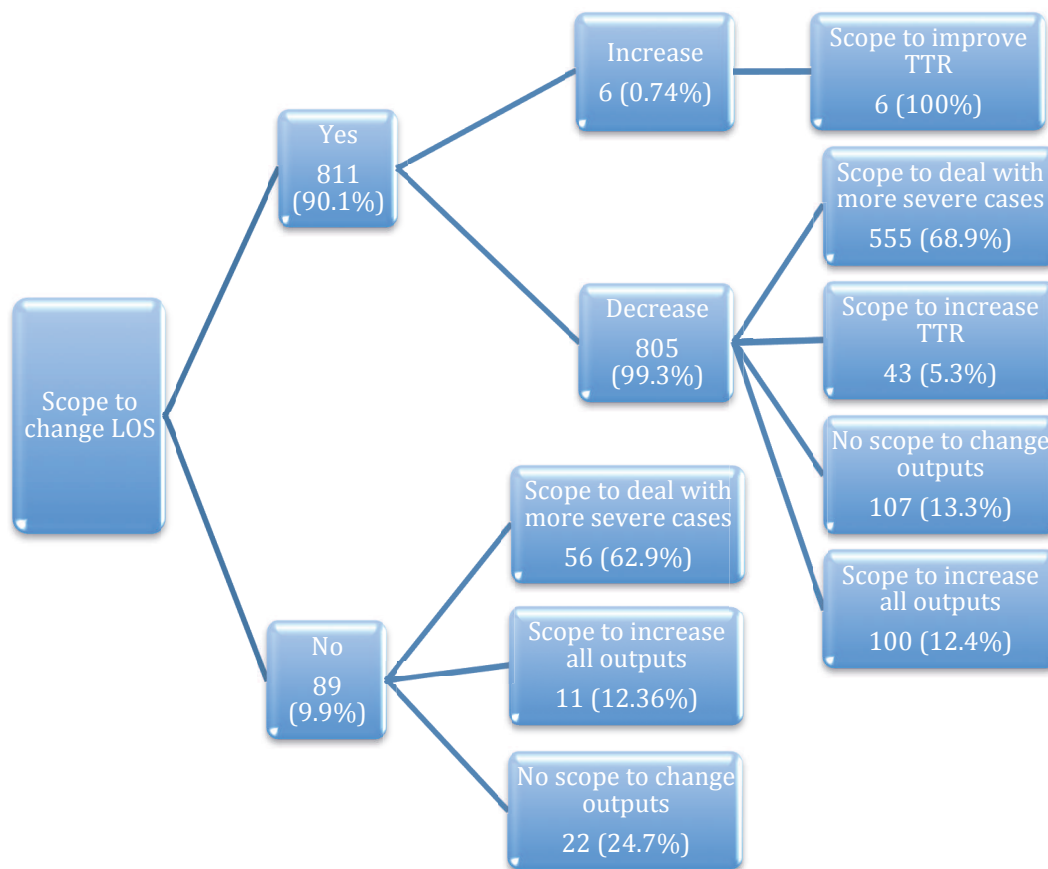 Scope to
change LOS
Yes
811
(90.1%)
Increase
6 (0.74%)
Scope to improve
TTR
6 (100%)
Decrease
805
(99.3%)
Scope to deal with
more severe cases
555 (68.9%)
Scope to increase
TTR
43 (5.3%)
No scope to change
outputs
107 (13.3%)
Scope to increase
all outputs
100 (12.4%)
No
89
(9.9%)
Scope to deal with
more severe cases
56 (62.9%)
Scope to increase
all outputs
11 (12.36%)
No scope to change
outputs
22 (24.7%)